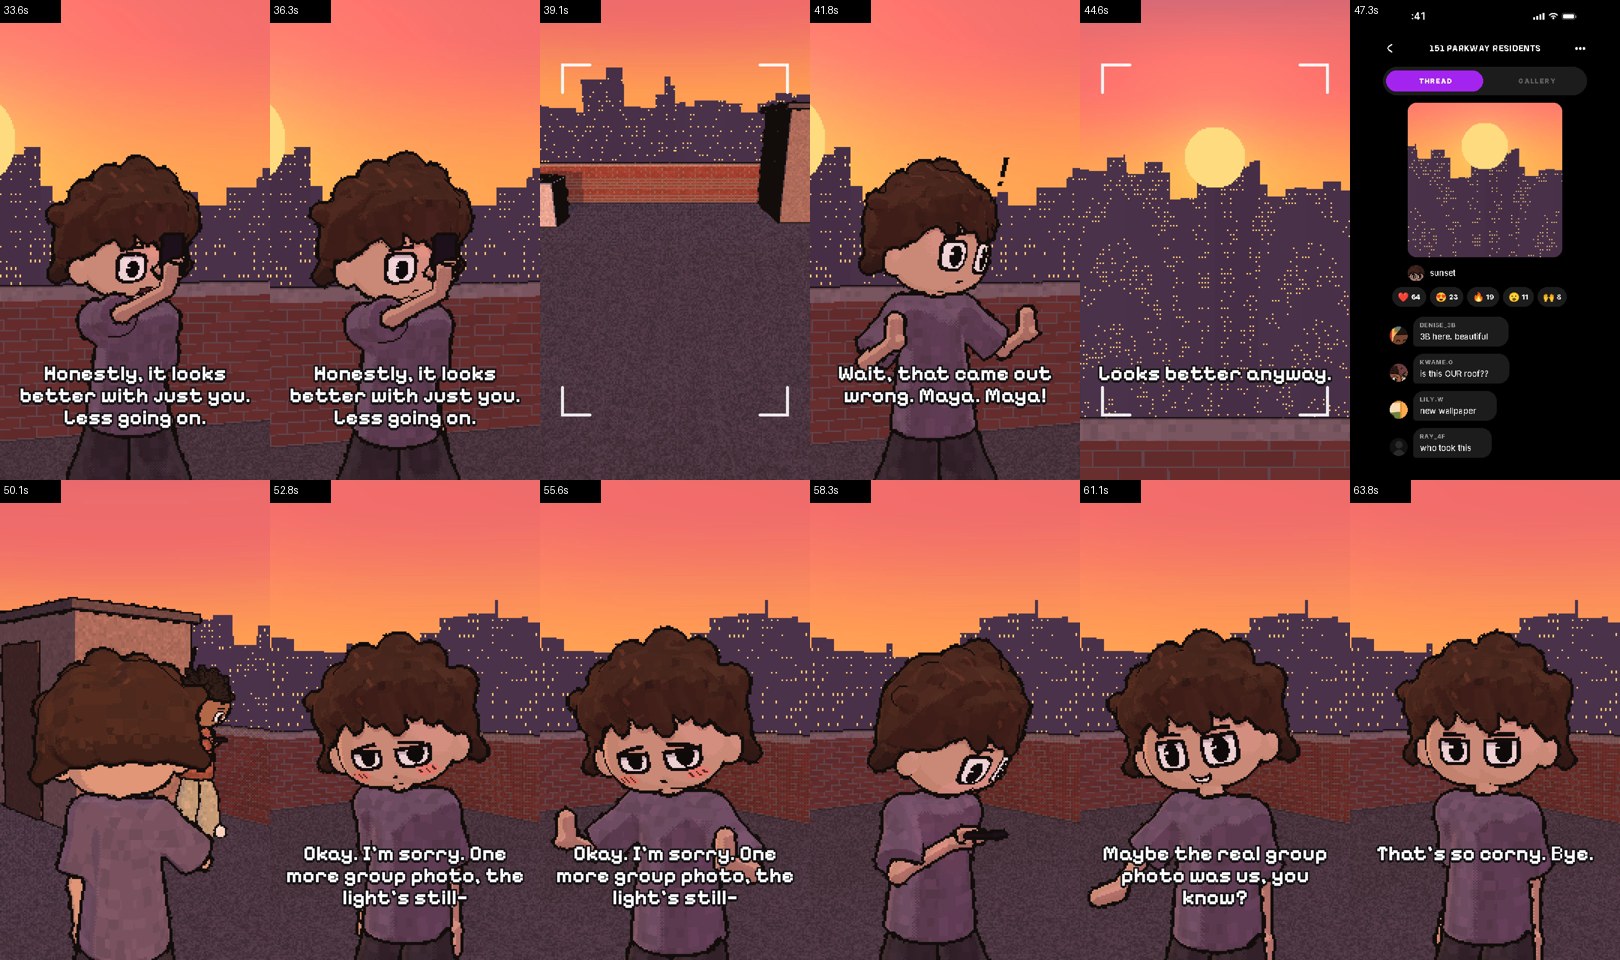 33.6s
Honestly, it looks
better with just you.
Less going on.
36.3s
Honestly, it looks
better with just you.
Less going on.
39.1s
41.8s
!
Wait, that came out
wrong. Maya. Maya!
44.6s
Looks better anyway.
47.3s
:41
151 PARKWAY RESIDENTS
THREAD
GALLERY
sunset
64
23
19
11
8
DENISE_3B
3B here. beautiful
KWAME.G
is this OUR roof??
LILY.W
new wallpaper
RAY_4F
who took this
50.1s
52.8s
Okay. I'm sorry. One
more group photo, the
light's still-
55.6s
Okay. I'm sorry. One
more group photo, the
light's still-
58.3s
61.1s
Maybe the real group
photo was us, you
know?
63.8s
That's so corny. Bye.